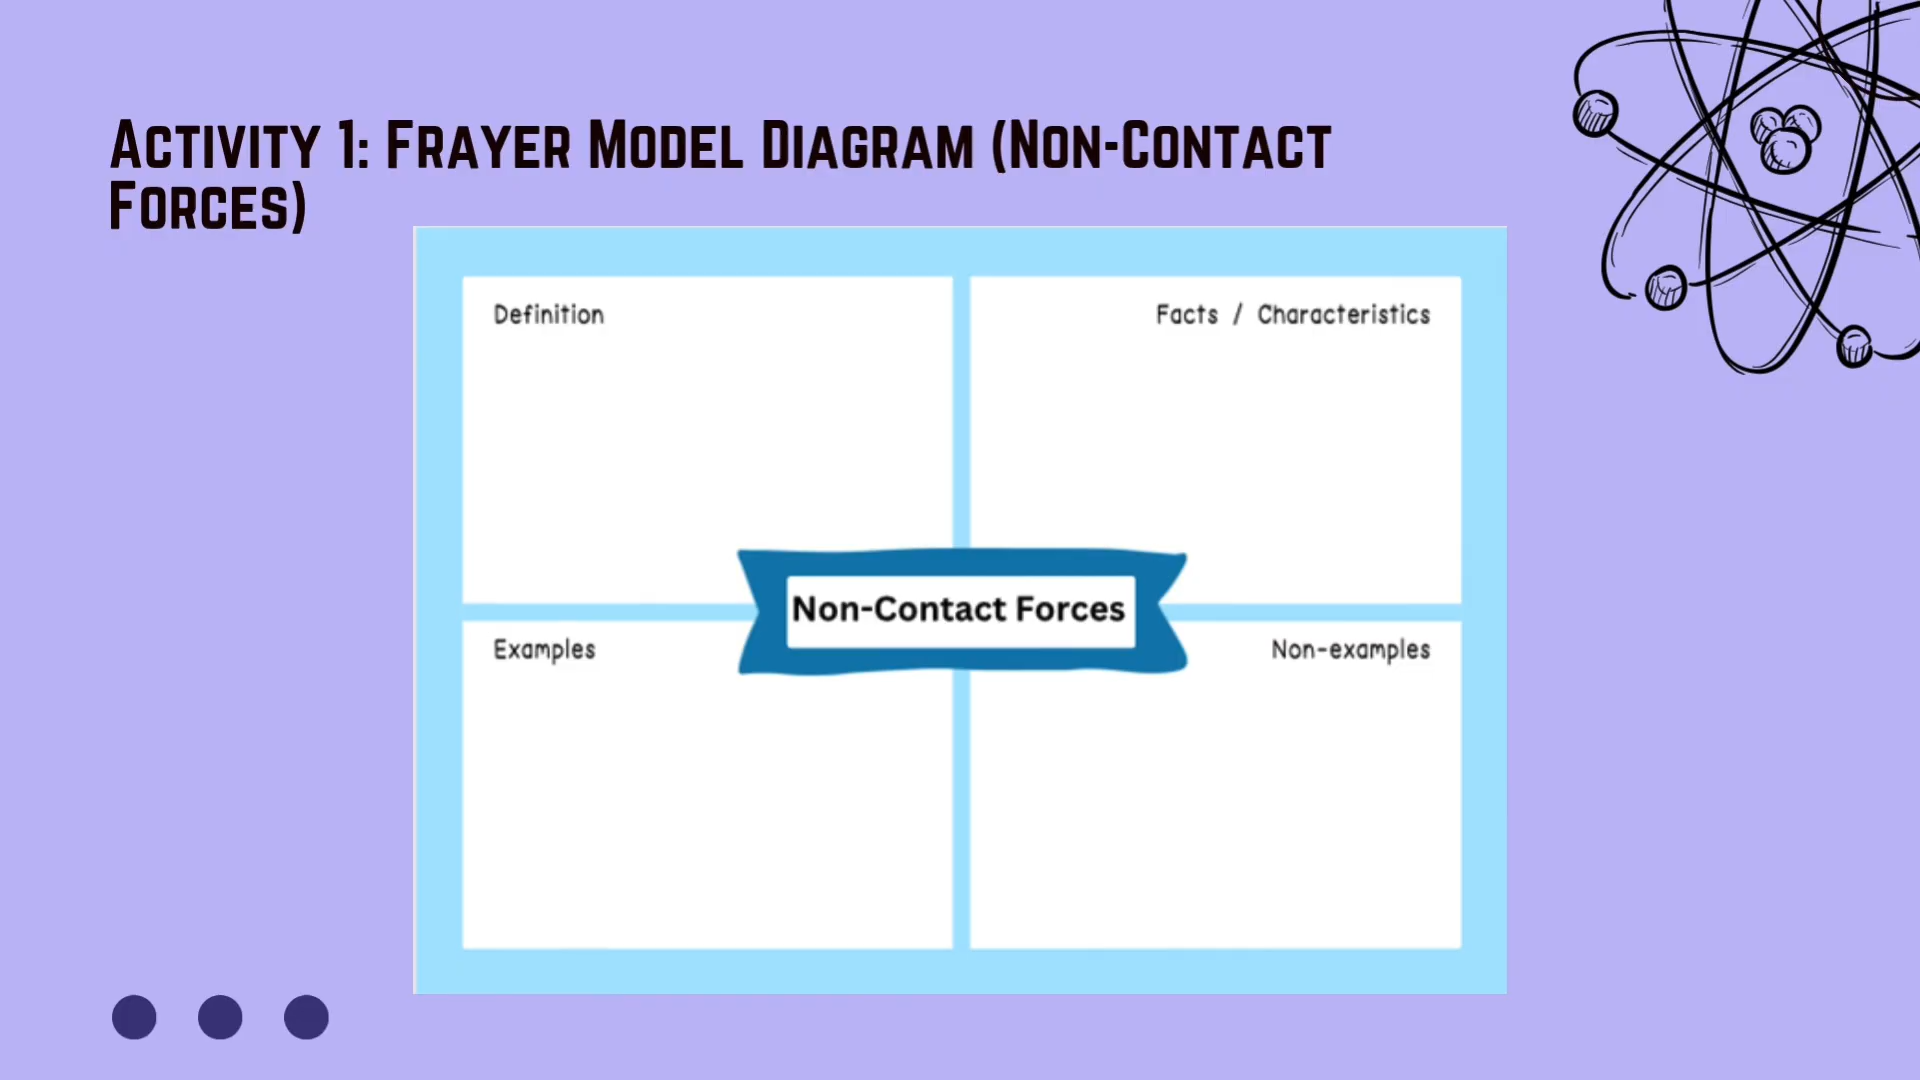 Activity 1: Frayer Model Diagram (Non-Contact
Forces)
Definition
Facts / Characteristics
Non-Contact Forces
Examples
Non-examples